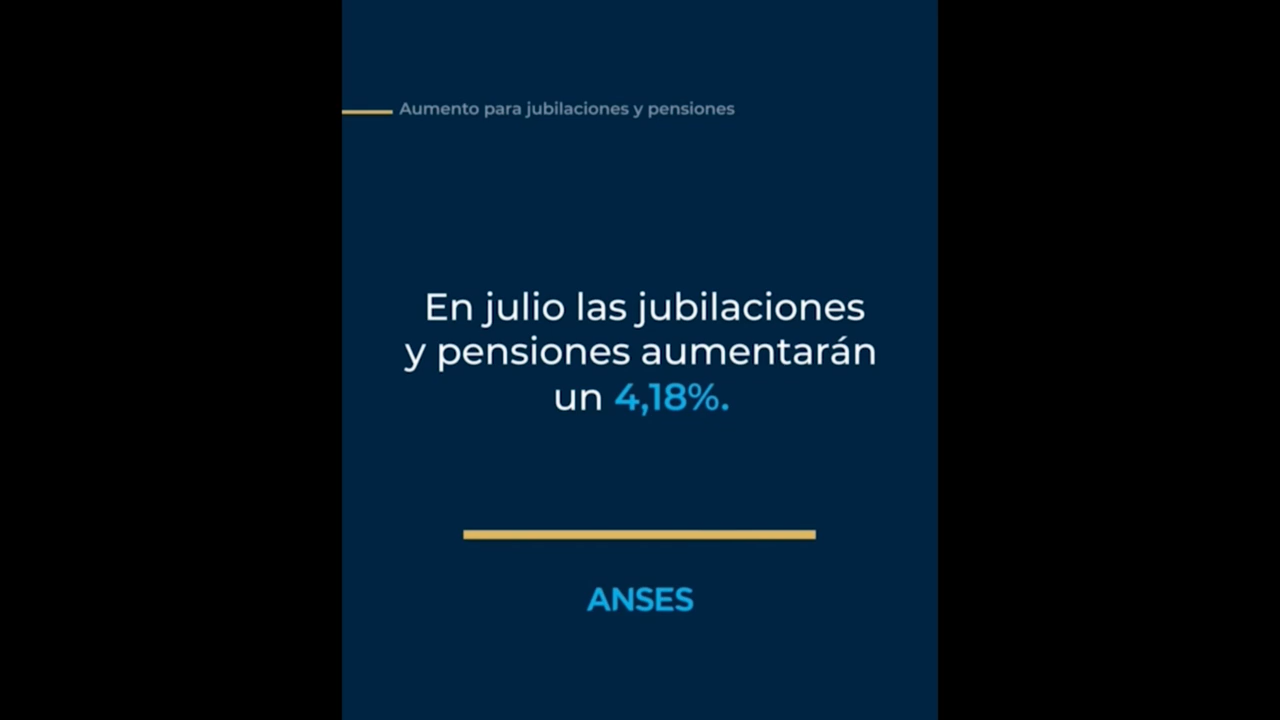 Aumento para jubilaciones y pensiones
En julio las jubilaciones
y pensiones aumentarán
un 4,18%.
ANSES